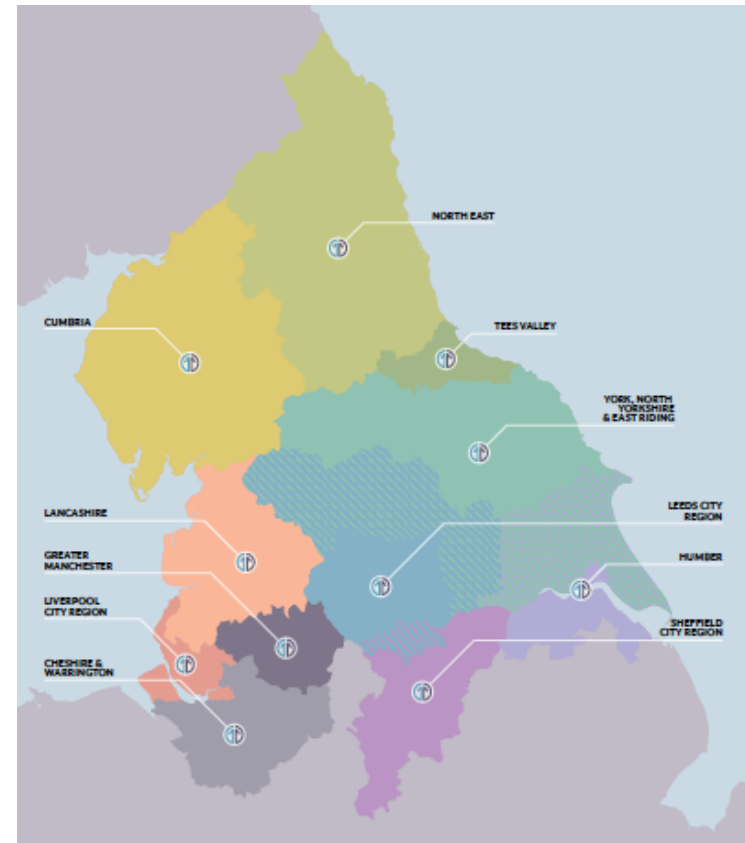 NORTH EAST
CUMBRIA
TEES VALLEY
YORK, NORTH
YORKSHIRE
& EAST RIDING
LANCASHIRE
LEEDS CITY
REGION
GREATER
MANCHESTER
HUMBER
LIVERPOOL
CITY REGION
SHEFFIELD
CITY REGION
CHESHIRE &
WARRINGTON